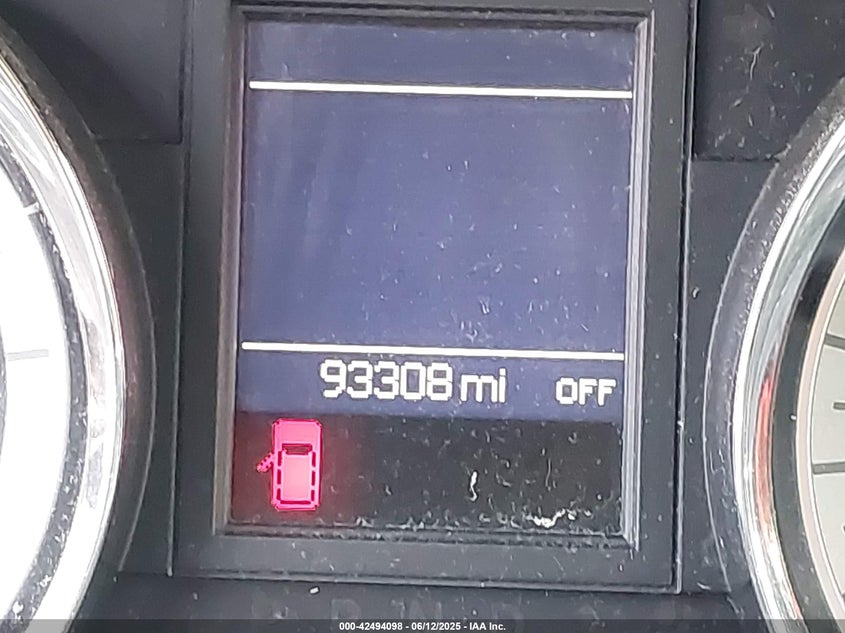 93308 mi OFF
000-42494098 - 06/12/2025 - IAA Inc.